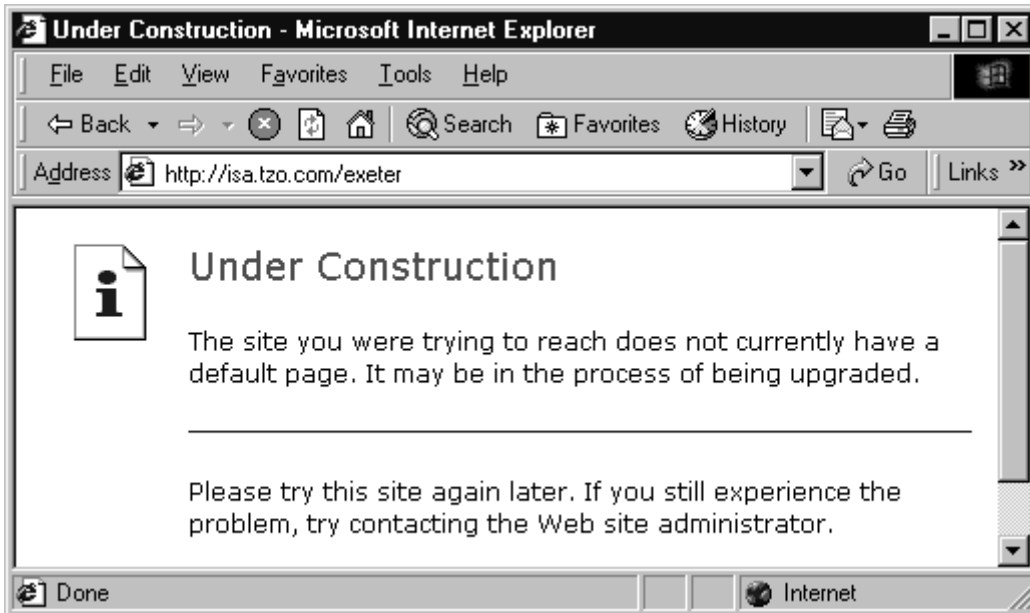 Under Construction - Microsoft Internet Explorer
File Edit View Favorites Tools Help
Back Search Favorites History
Address http://isa.tzo.com/exeter Go Links »
Under Construction
The site you were trying to reach does not currently have a
default page. It may be in the process of being upgraded.
Please try this site again later. If you still experience the
problem, try contacting the Web site administrator.
Done Internet